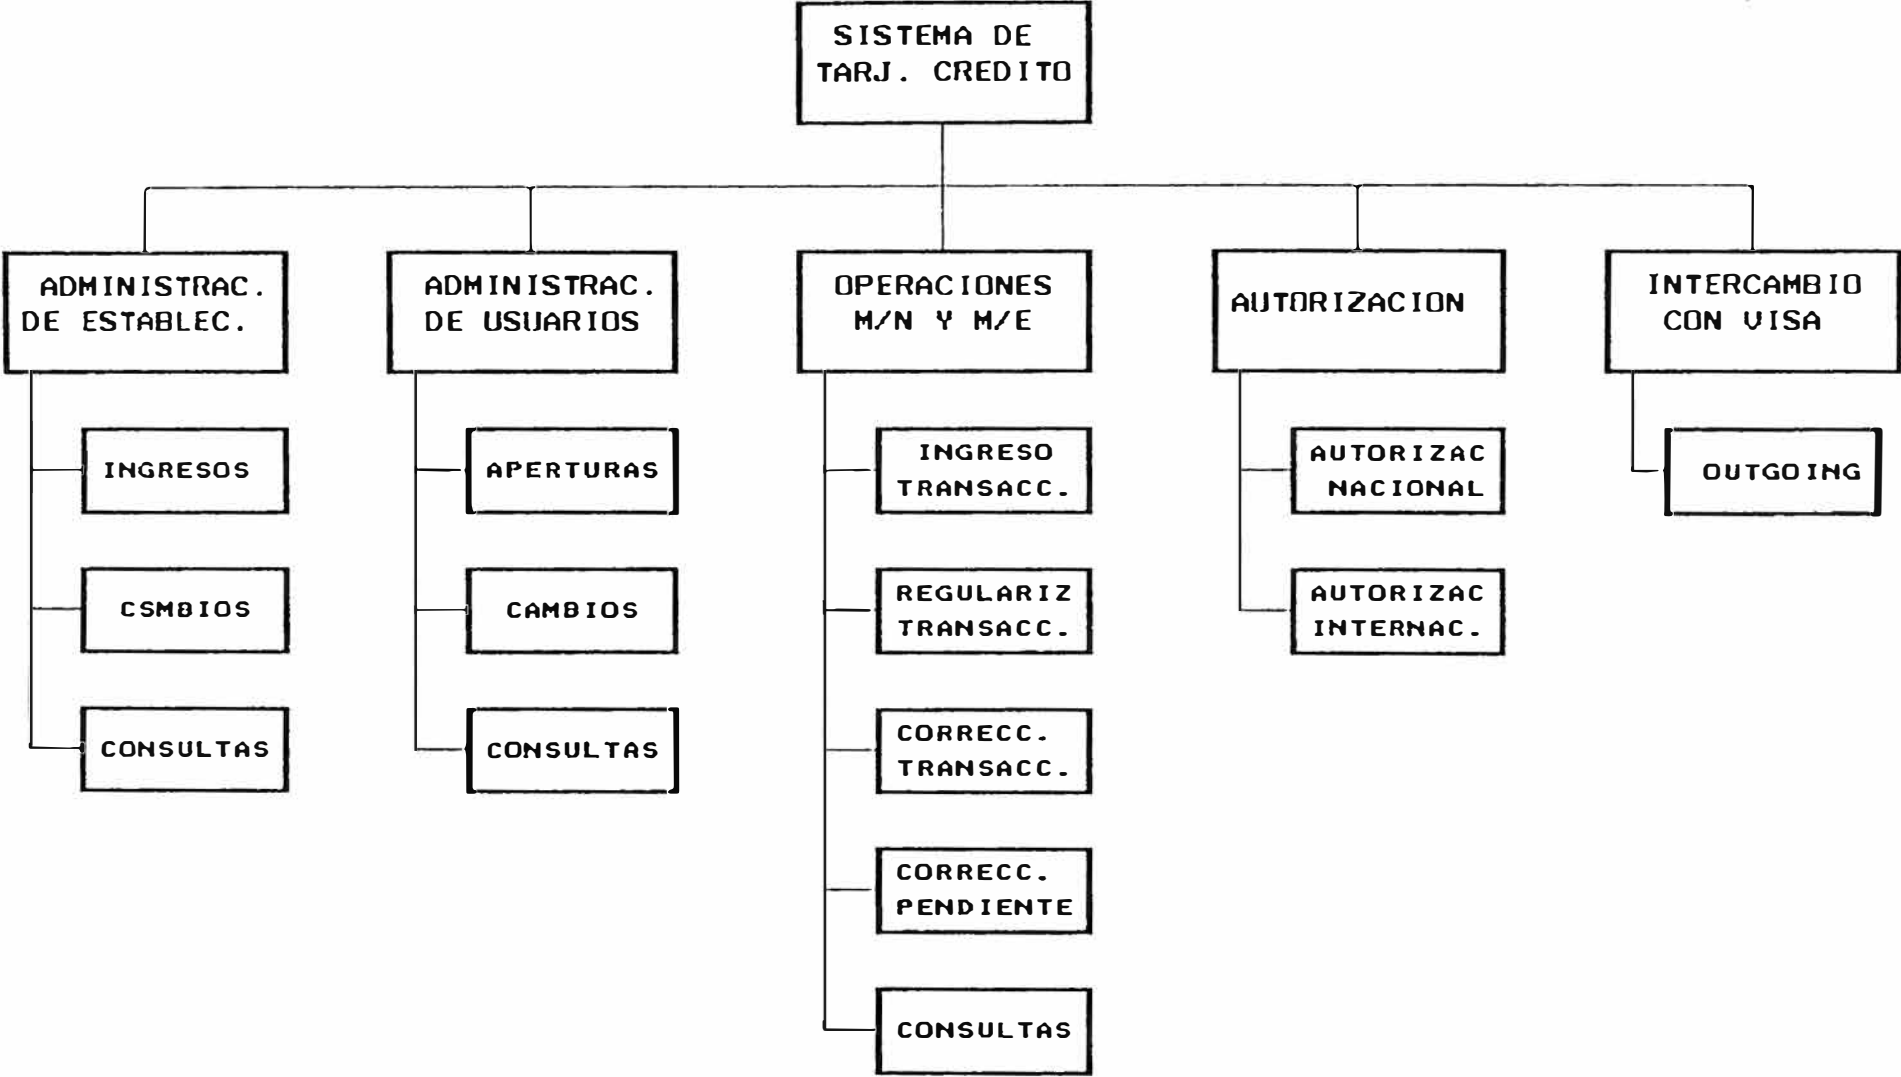 SISTEMA DE
TARJ. CREDITO
ADMINISTRAC.
DE ESTABLEC.
INGRESOS
CSMBIOS
CONSULTAS
ADMINISTRAC.
DE USUARIOS
APERTURAS
CAMBIOS
CONSULTAS
OPERACIONES
M/N Y M/E
INGRESO
TRANSACC.
REGULARIZ
TRANSACC.
CORRECC.
TRANSACC.
CORRECC.
PENDIENTE
CONSULTAS
AUTORIZACION
AUTORIZAC
NACIONAL
AUTORIZAC
INTERNAC.
INTERCAMBIO
CON VISA
OUTGOING